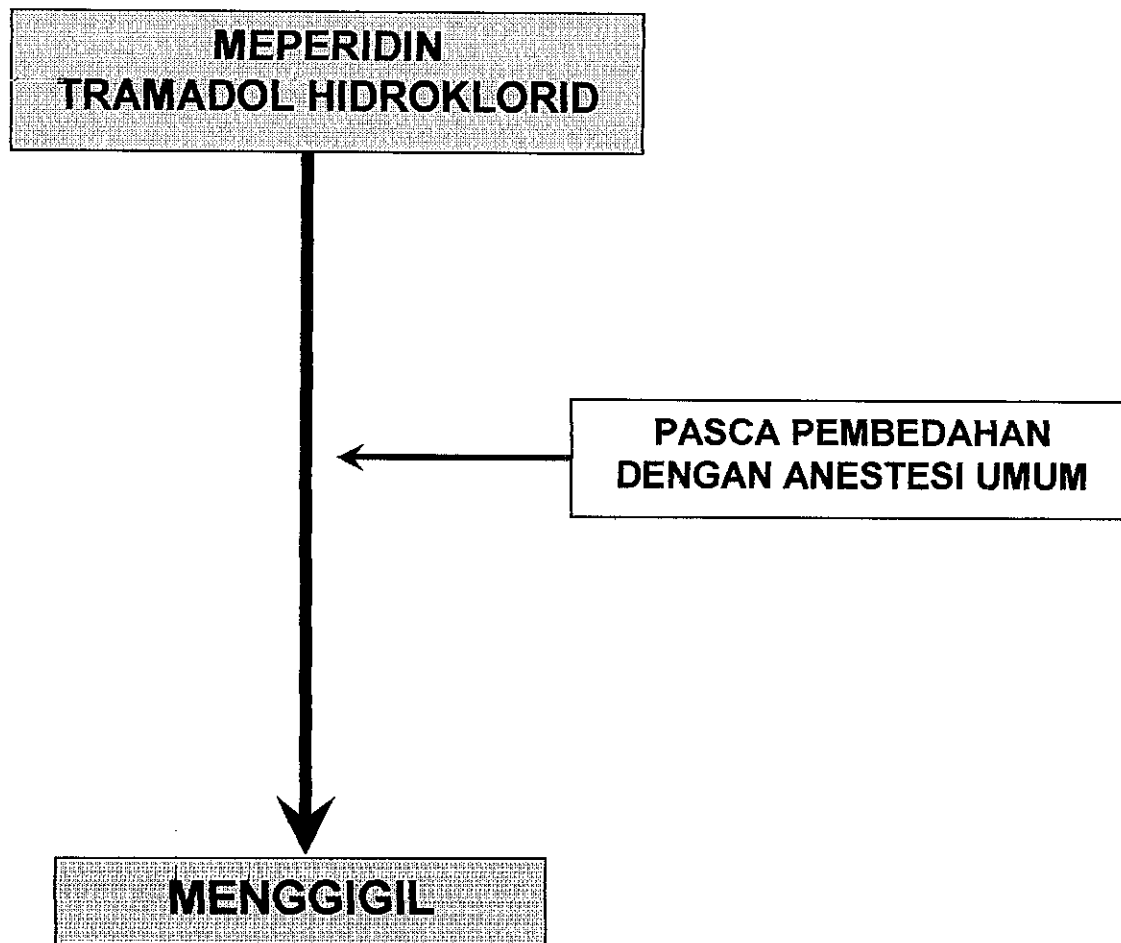 MEPERIDIN
TRAMADOL HIDROKLORID
PASCA PEMBEDAHAN
DENGAN ANESTESI UMUM
MENGGIGIL